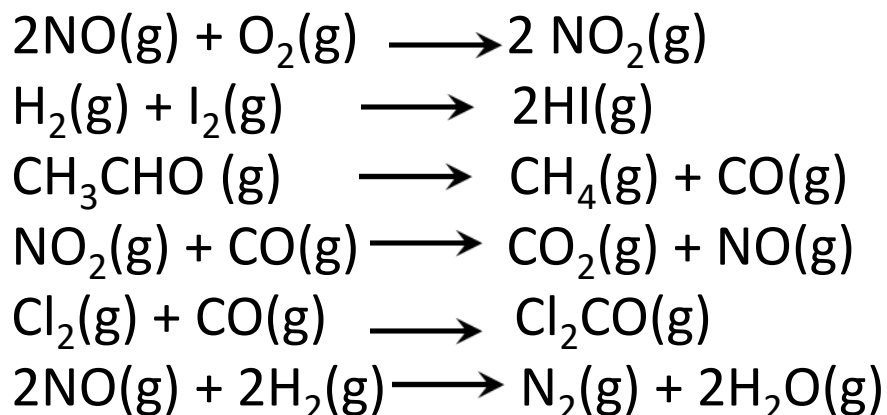 2NO(g) + O₂(g) ⟶ 2 NO₂(g)
H₂(g) + I₂(g) ⟶ 2HI(g)
CH₃CHO (g) ⟶ CH₄(g) + CO(g)
NO₂(g) + CO(g) ⟶ CO₂(g) + NO(g)
Cl₂(g) + CO(g) ⟶ Cl₂CO(g)
2NO(g) + 2H₂(g) ⟶ N₂(g) + 2H₂O(g)